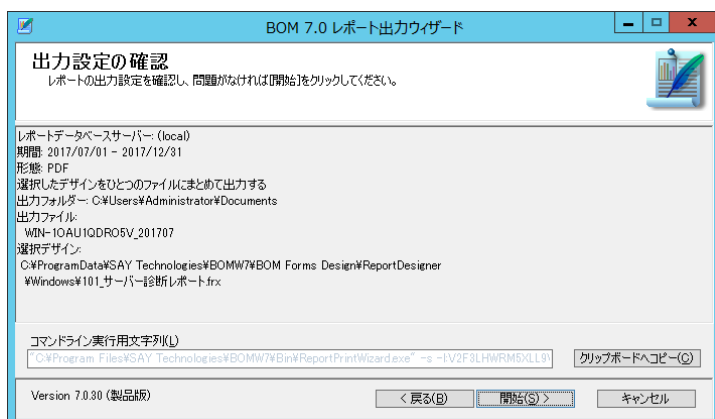 BOM 7.0 レポート出力ウィザード
出力設定の確認
レポートの出力設定を確認し、問題がなければ[開始]をクリックしてください。
レポートデータベースサーバー: (local)
期間: 2017/07/01 - 2017/12/31
形態: PDF
選択したデザインをひとつのファイルにまとめて出力する
出力フォルダー: C:¥Users¥Administrator¥Documents
出力ファイル:
WIN-1OAU1QDRO5V_201707
選択デザイン:
C:¥ProgramData¥SAY Technologies¥BOMW7¥BOM Forms Design¥ReportDesigner
¥Windows¥101_サーバー診断レポート.frx
コマンドライン実行用文字列(L)
"C:¥Program Files¥SAY Technologies¥BOMW7¥Bin¥ReportPrintWizard.exe" -s -I:V2F3LHWRM5XLL9\
クリップボードへコピー(C)
Version 7.0.30 (製品版)
< 戻る(B)
開始(S) >
キャンセル